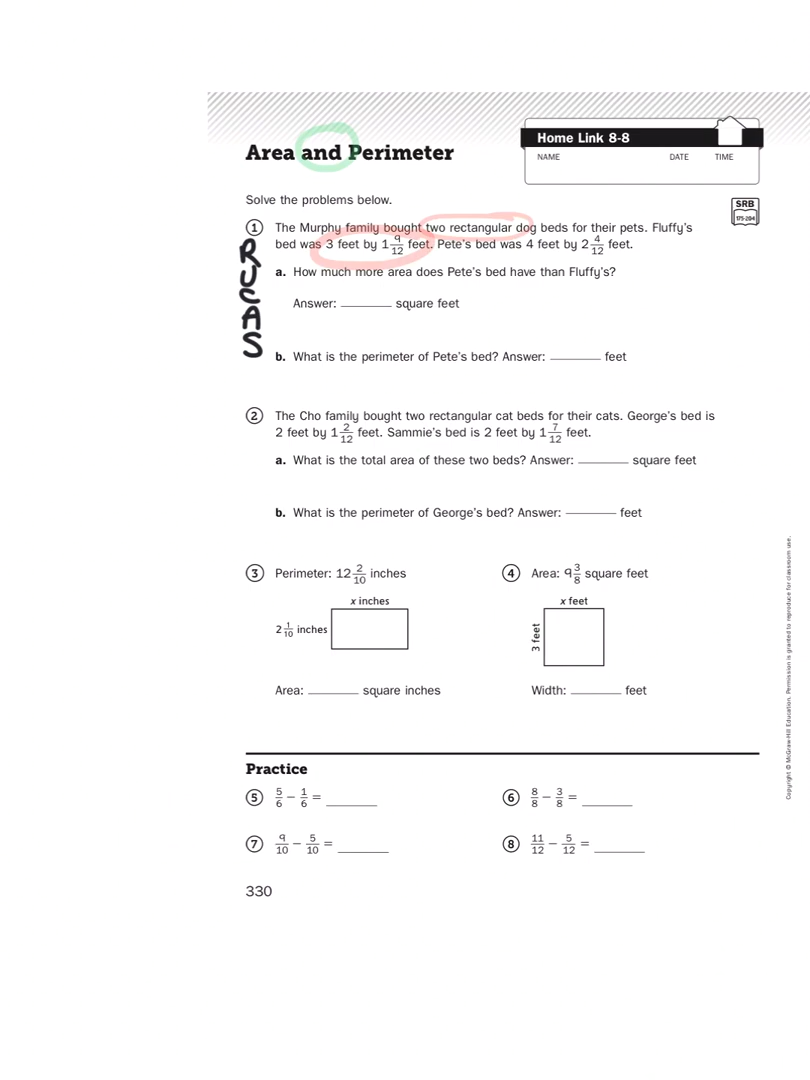 Area and Perimeter
Home Link 8-8
NAME DATE TIME
Solve the problems below.
SRB
175-204
1 The Murphy family bought two rectangular dog beds for their pets. Fluffy's
bed was 3 feet by 1 9/12 feet. Pete's bed was 4 feet by 2 4/12 feet.
RUCAS
a. How much more area does Pete's bed have than Fluffy's?
Answer: ______ square feet
b. What is the perimeter of Pete's bed? Answer: ______ feet
2 The Cho family bought two rectangular cat beds for their cats. George's bed is
2 feet by 1 2/12 feet. Sammie's bed is 2 feet by 1 7/12 feet.
a. What is the total area of these two beds? Answer: ______ square feet
b. What is the perimeter of George's bed? Answer: ______ feet
3 Perimeter: 12 2/10 inches
x inches
2 1/10 inches
Area: ______ square inches
4 Area: 9 3/8 square feet
x feet
3 feet
Width: ______ feet
Practice
5 5/6 − 1/6 = ______
6 8/8 − 3/8 = ______
7 9/10 − 5/10 = ______
8 11/12 − 5/12 = ______
330
Copyright © McGraw-Hill Education. Permission is granted to reproduce for classroom use.